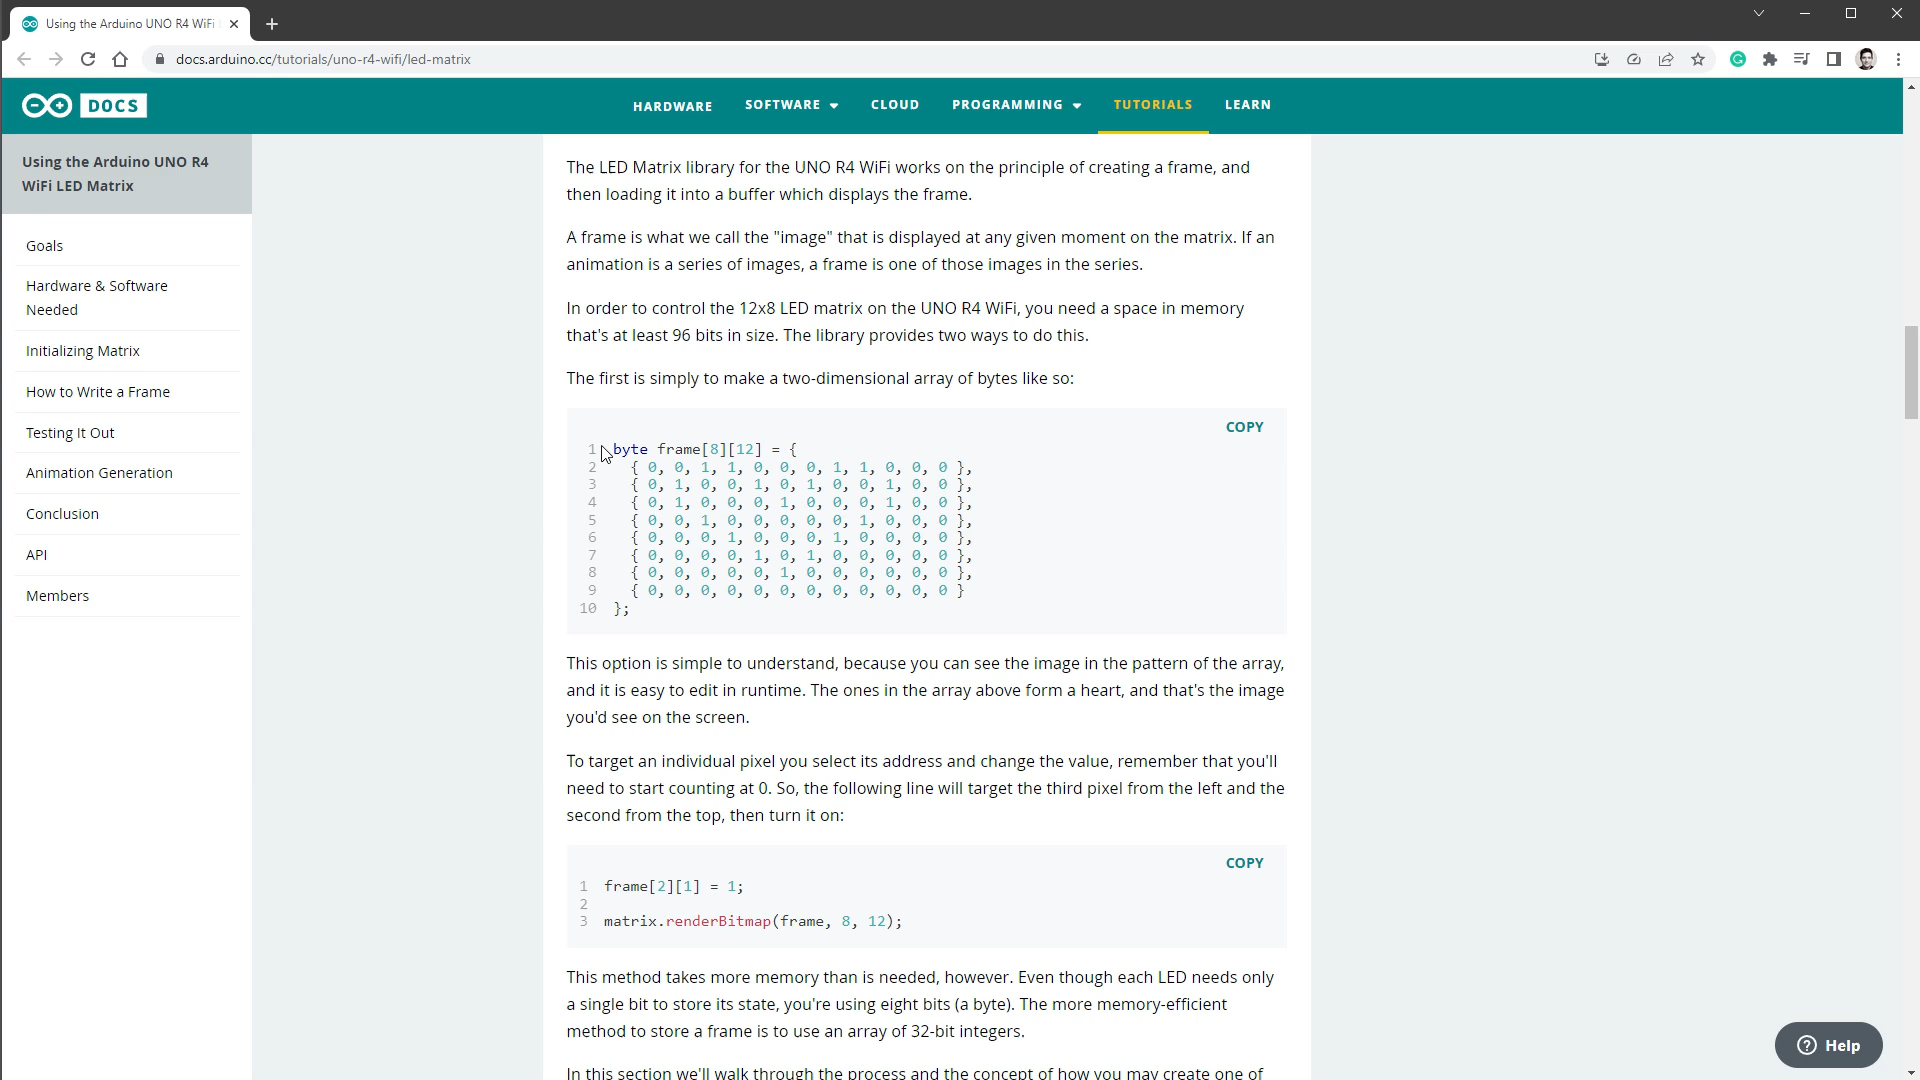 Using the Arduino UNO R4 WiFi
docs.arduino.cc/tutorials/uno-r4-wifi/led-matrix
DOCS
HARDWARE
SOFTWARE
CLOUD
PROGRAMMING
TUTORIALS
LEARN
Using the Arduino UNO R4
WiFi LED Matrix
Goals
Hardware & Software
Needed
Initializing Matrix
How to Write a Frame
Testing It Out
Animation Generation
Conclusion
API
Members
The LED Matrix library for the UNO R4 WiFi works on the principle of creating a frame, and
then loading it into a buffer which displays the frame.
A frame is what we call the "image" that is displayed at any given moment on the matrix. If an
animation is a series of images, a frame is one of those images in the series.
In order to control the 12x8 LED matrix on the UNO R4 WiFi, you need a space in memory
that's at least 96 bits in size. The library provides two ways to do this.
The first is simply to make a two-dimensional array of bytes like so:
COPY
1 byte frame[8][12] = {
2 { 0, 0, 1, 1, 0, 0, 0, 1, 1, 0, 0, 0 },
3 { 0, 1, 0, 0, 1, 0, 1, 0, 0, 1, 0, 0 },
4 { 0, 1, 0, 0, 0, 1, 0, 0, 0, 1, 0, 0 },
5 { 0, 0, 1, 0, 0, 0, 0, 0, 1, 0, 0, 0 },
6 { 0, 0, 0, 1, 0, 0, 0, 1, 0, 0, 0, 0 },
7 { 0, 0, 0, 0, 1, 0, 1, 0, 0, 0, 0, 0 },
8 { 0, 0, 0, 0, 0, 1, 0, 0, 0, 0, 0, 0 },
9 { 0, 0, 0, 0, 0, 0, 0, 0, 0, 0, 0, 0 }
10 };
This option is simple to understand, because you can see the image in the pattern of the array,
and it is easy to edit in runtime. The ones in the array above form a heart, and that's the image
you'd see on the screen.
To target an individual pixel you select its address and change the value, remember that you'll
need to start counting at 0. So, the following line will target the third pixel from the left and the
second from the top, then turn it on:
COPY
1 frame[2][1] = 1;
2
3 matrix.renderBitmap(frame, 8, 12);
This method takes more memory than is needed, however. Even though each LED needs only
a single bit to store its state, you're using eight bits (a byte). The more memory-efficient
method to store a frame is to use an array of 32-bit integers.
In this section we'll walk through the process and the concept of how you may create one of
Help